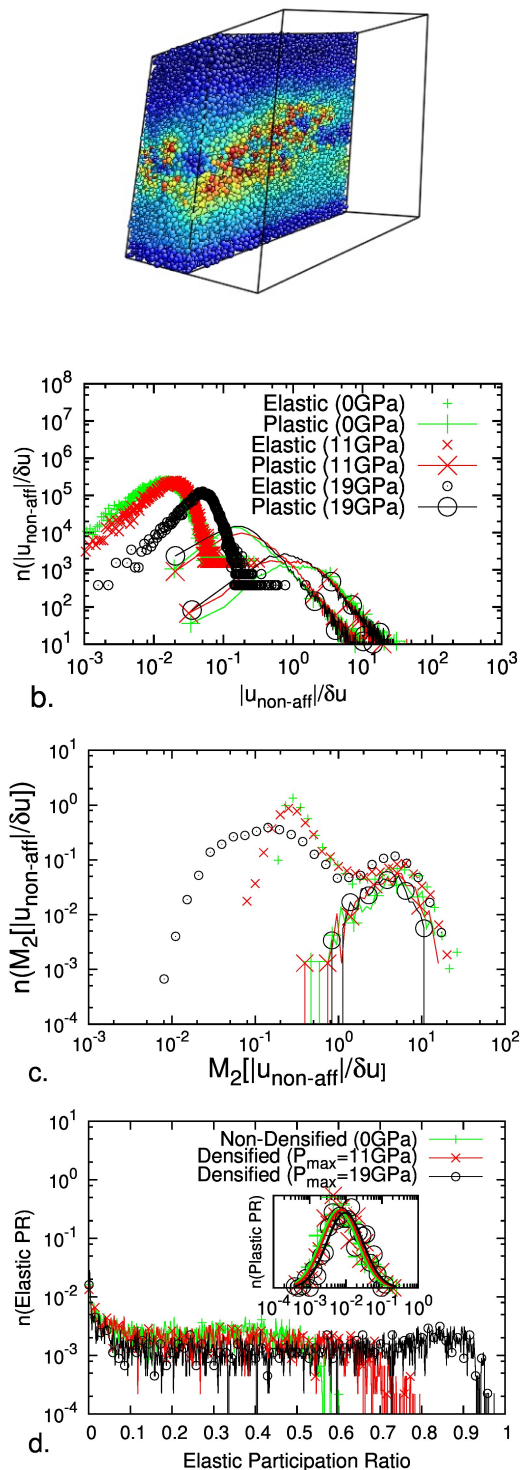 10^8
10^7
10^6
10^5
10^4
10^3
10^2
10
n(|u_non-aff|/δu)
Elastic (0GPa)
Plastic (0GPa)
Elastic (11GPa)
Plastic (11GPa)
Elastic (19GPa)
Plastic (19GPa)
10^-3 10^-2 10^-1 10^0 10^1 10^2 10^3
|u_non-aff|/δu
b.
10^1
10^0
10^-1
10^-2
10^-3
10^-4
n(M_2[|u_non-aff|/δu])
10^-3 10^-2 10^-1 10^0 10^1 10^2
M_2[|u_non-aff|/δu]
c.
10^1
10^0
10^-1
10^-2
10^-3
10^-4
n(Elastic PR)
Non-Densified (0GPa)
Densified (P_max=11GPa)
Densified (P_max=19GPa)
n(Plastic PR)
10^-4 10^-3 10^-2 10^-1 10^0
0 0.1 0.2 0.3 0.4 0.5 0.6 0.7 0.8 0.9 1
Elastic Participation Ratio
d.